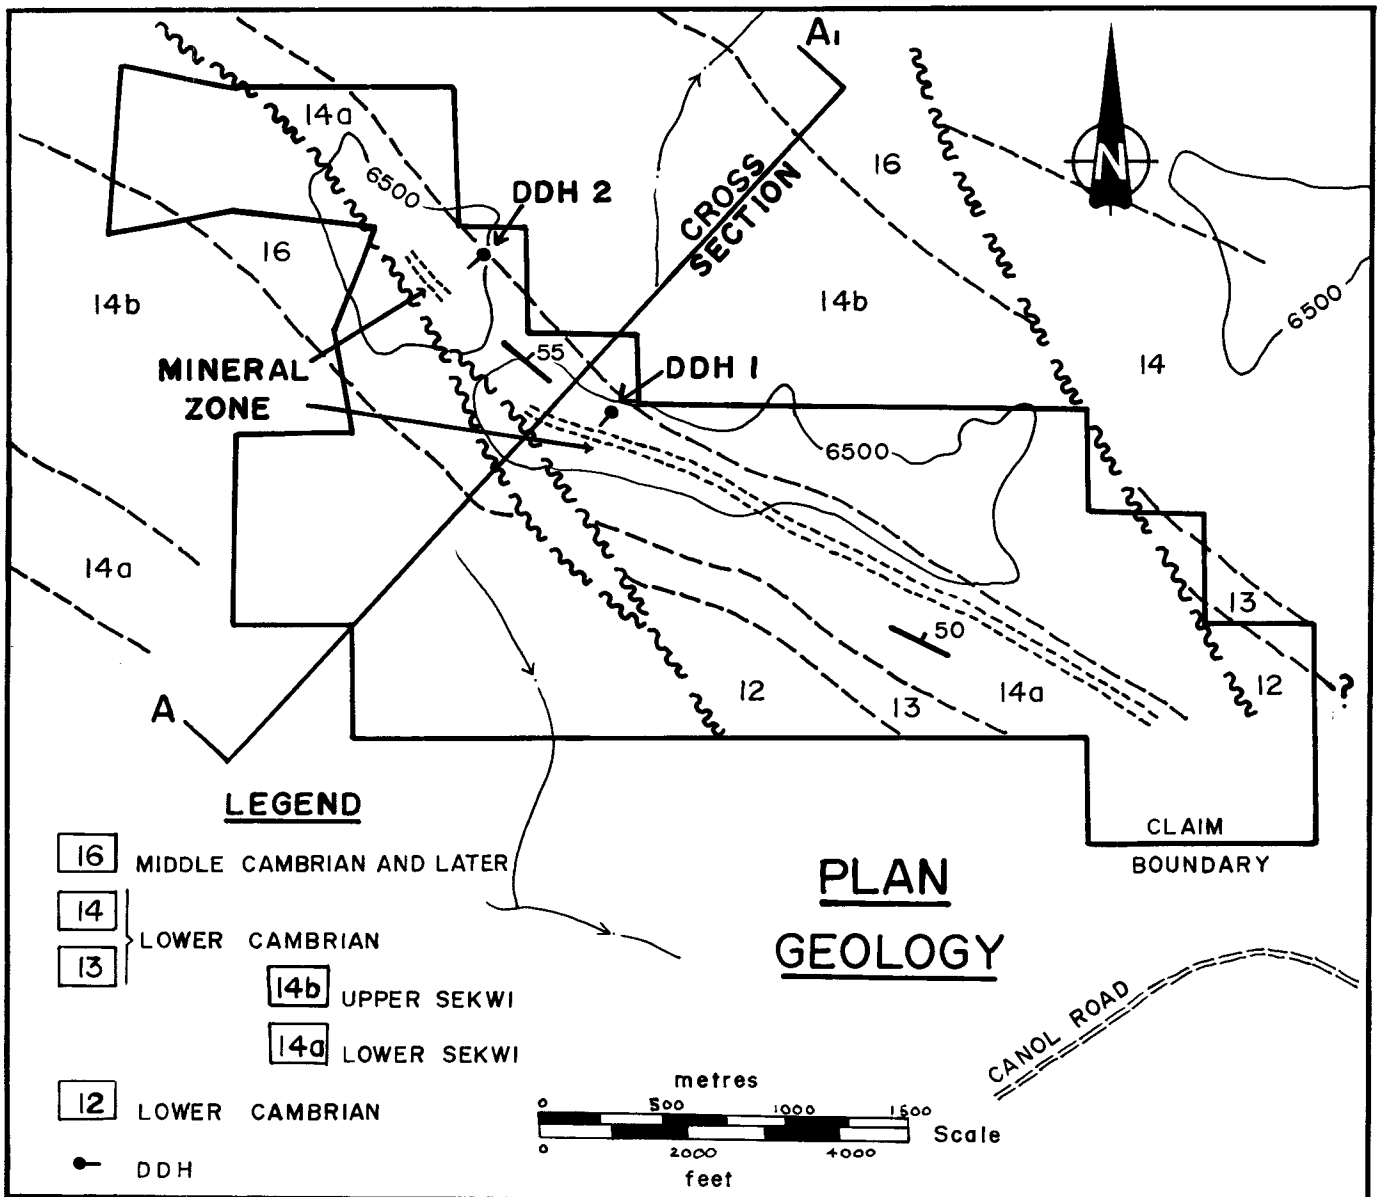 A1
14a
16
6500
DDH 2
CROSS
SECTION
N
16
14b
14b
6500
55
14
MINERAL
ZONE
DDH 1
6500
14a
13
50
12
13
14a
12
?
A
LEGEND
16 MIDDLE CAMBRIAN AND LATER
14
LOWER CAMBRIAN
13
14b UPPER SEKWI
14a LOWER SEKWI
12 LOWER CAMBRIAN
DDH
CLAIM
BOUNDARY
PLAN
GEOLOGY
CANOL ROAD
metres
0 500 1000 1500
Scale
0 2000 4000
feet